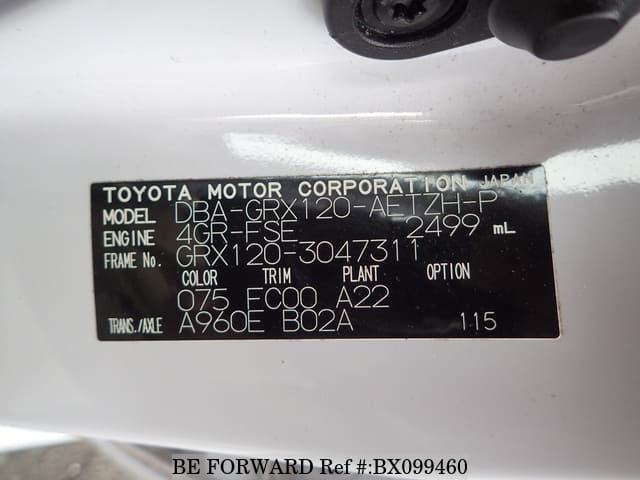 TOYOTA MOTOR CORPORATION JAPAN
MODEL DBA-GRX120-AETZH-P
ENGINE 4GR-FSE 2499 mL
FRAME No. GRX120-3047311
COLOR TRIM PLANT OPTION
075 FC00 A22
TRANS./AXLE A960E B02A 115
BE FORWARD Ref #:BX099460